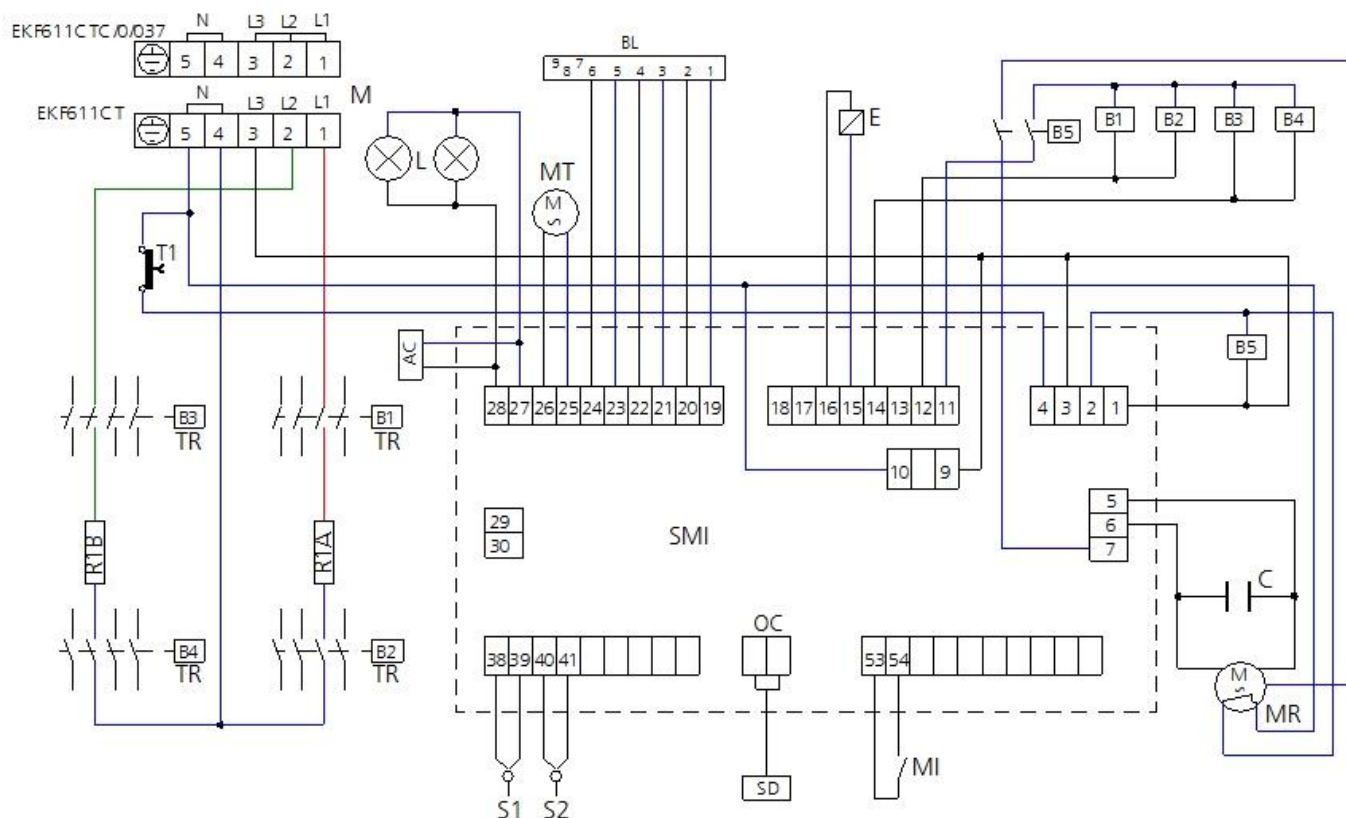 EKF611CTC/0/037
N L3 L2 L1
5 4 3 2 1
EKF611CT
N L3 L2 L1
5 4 3 2 1
M
BL
9 8 7 6 5 4 3 2 1
L
MT
M
S
E
B5 B1 B2 B3 B4
T1
AC
B5
28 27 26 25 24 23 22 21 20 19
18 17 16 15 14 13 12 11
4 3 2 1
B3
TR
B1
TR
10 9
5
6
7
29
30
SMI
R1B
R1A
C
B4
TR
B2
TR
OC
38 39 40 41
53 54
M
S
MR
MI
SD
S1 S2